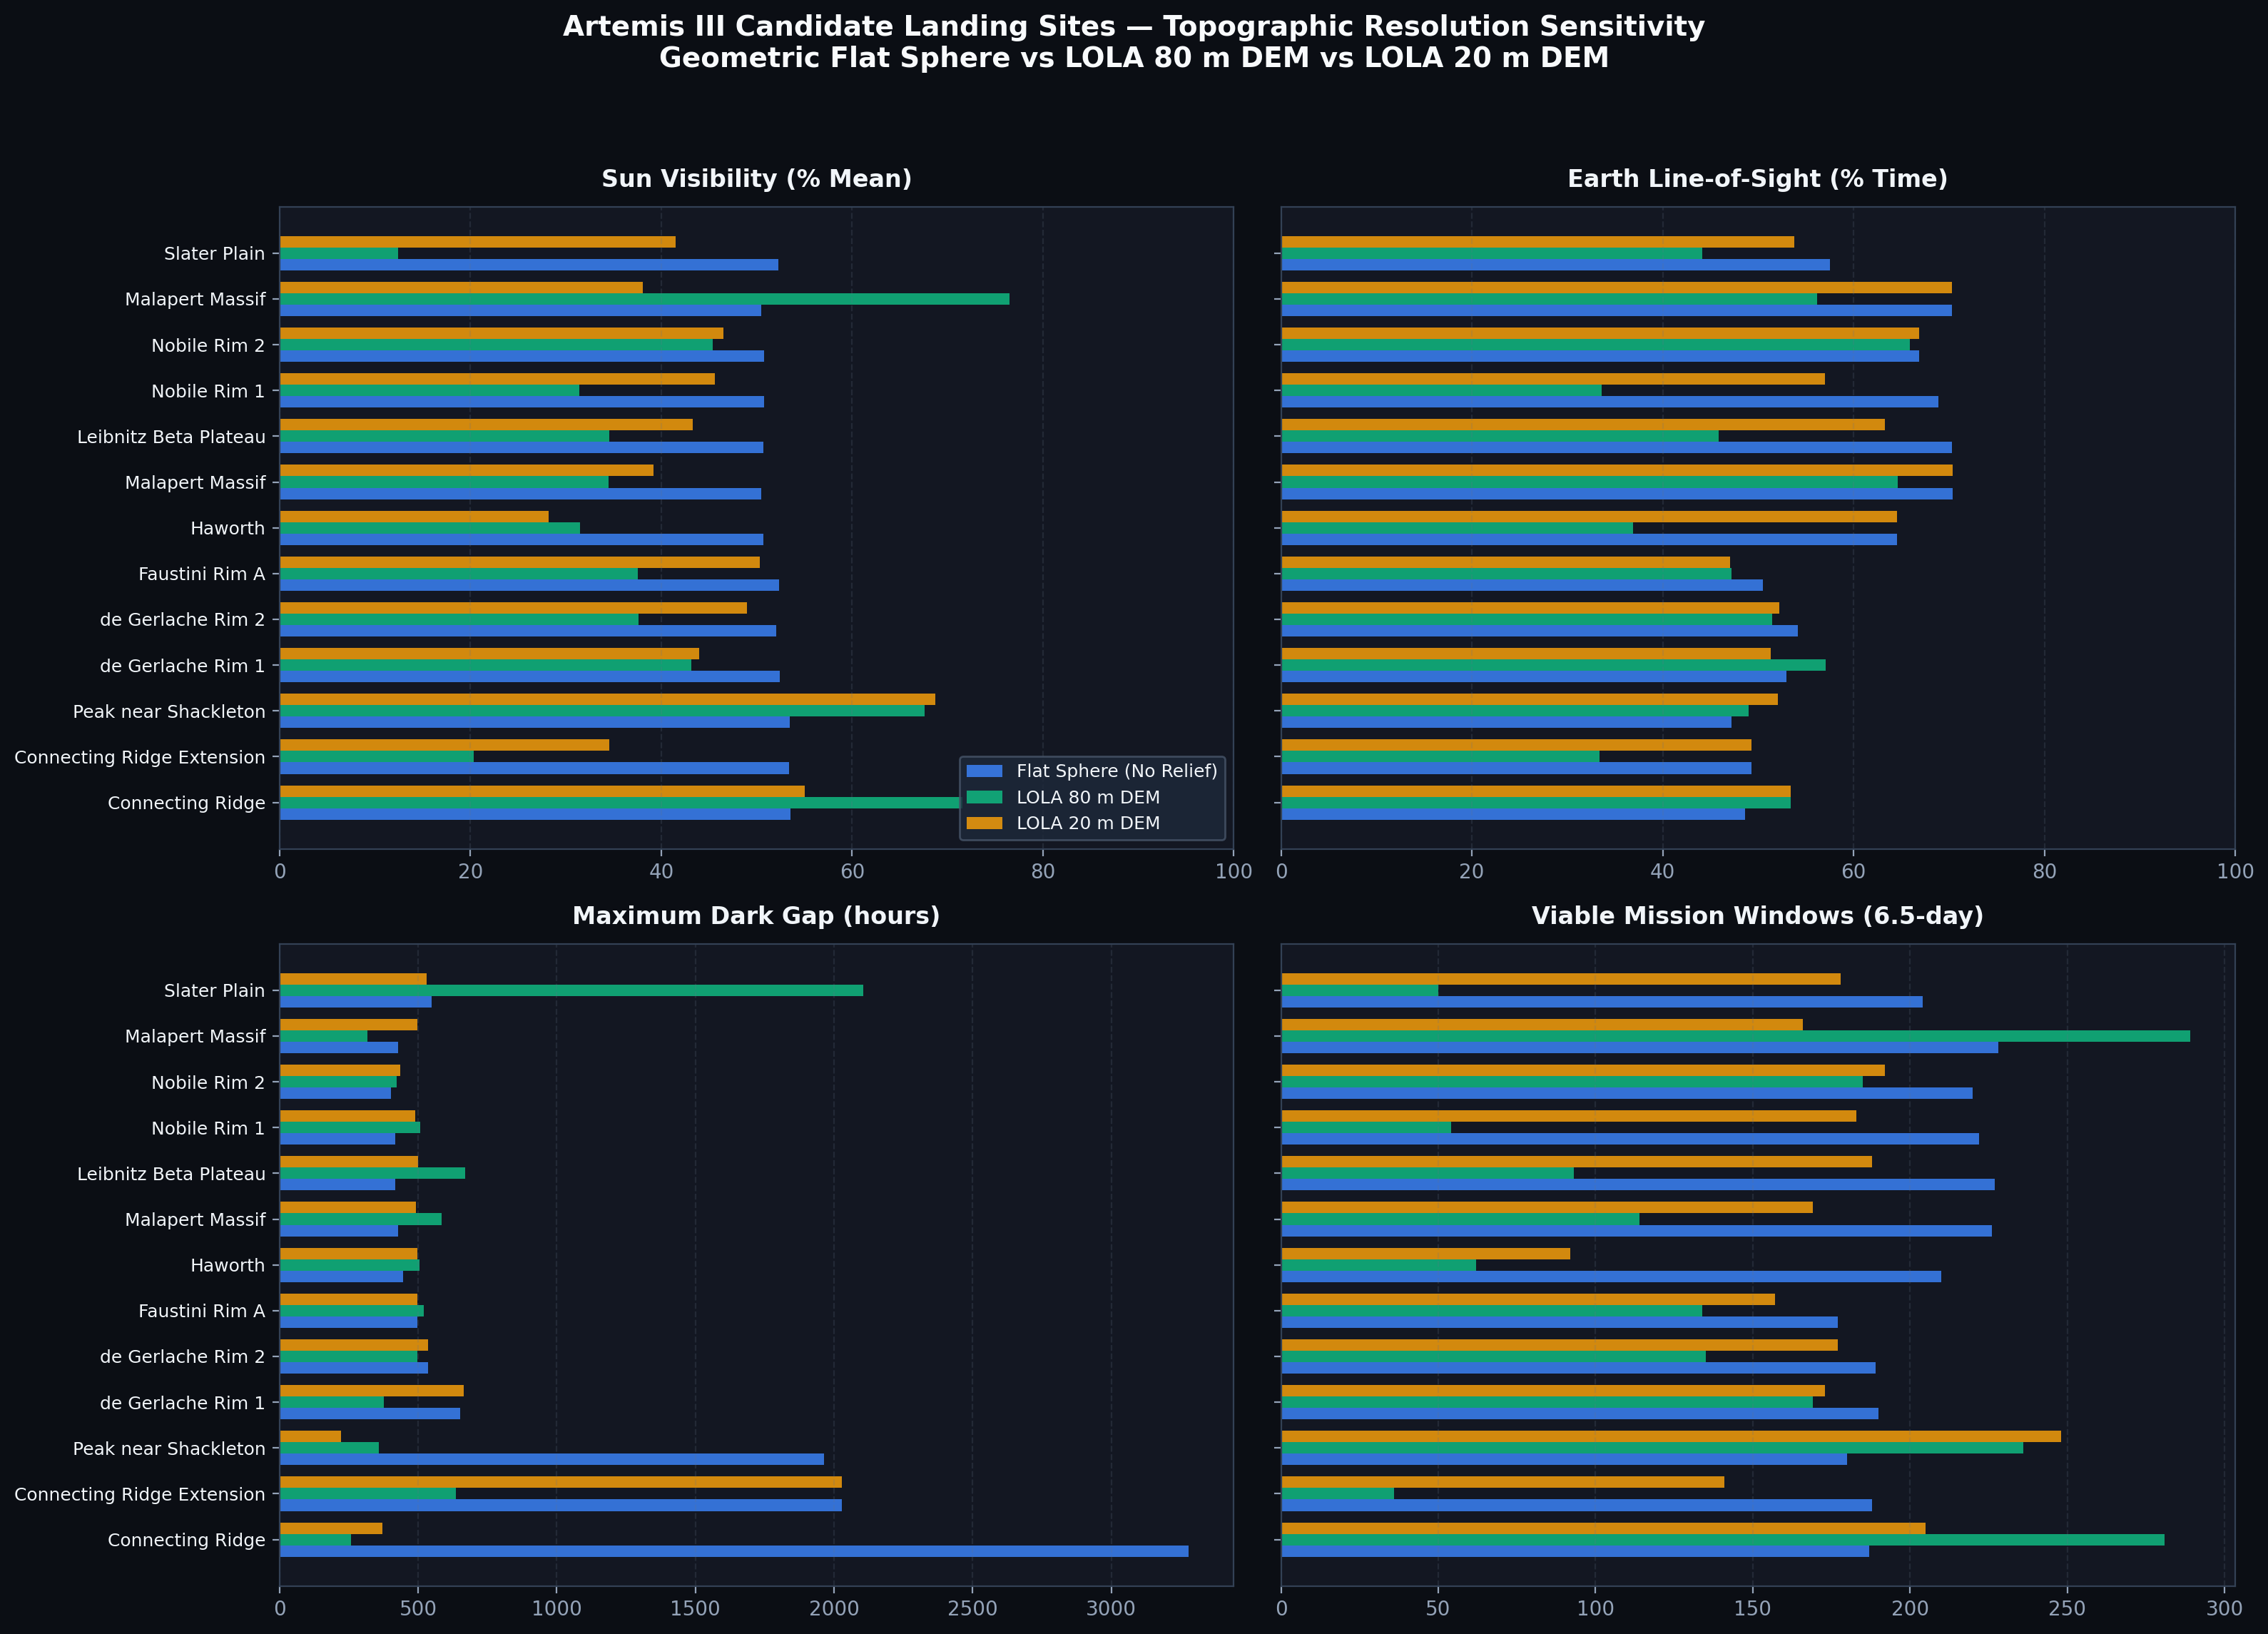 Artemis III Candidate Landing Sites — Topographic Resolution Sensitivity
Geometric Flat Sphere vs LOLA 80 m DEM vs LOLA 20 m DEM
Sun Visibility (% Mean)
Slater Plain
Malapert Massif
Nobile Rim 2
Nobile Rim 1
Leibnitz Beta Plateau
Malapert Massif
Haworth
Faustini Rim A
de Gerlache Rim 2
de Gerlache Rim 1
Peak near Shackleton
Connecting Ridge Extension
Connecting Ridge
Flat Sphere (No Relief)
LOLA 80 m DEM
LOLA 20 m DEM
0 20 40 60 80 100
Earth Line-of-Sight (% Time)
0 20 40 60 80 100
Maximum Dark Gap (hours)
Slater Plain
Malapert Massif
Nobile Rim 2
Nobile Rim 1
Leibnitz Beta Plateau
Malapert Massif
Haworth
Faustini Rim A
de Gerlache Rim 2
de Gerlache Rim 1
Peak near Shackleton
Connecting Ridge Extension
Connecting Ridge
0 500 1000 1500 2000 2500 3000
Viable Mission Windows (6.5-day)
0 50 100 150 200 250 300